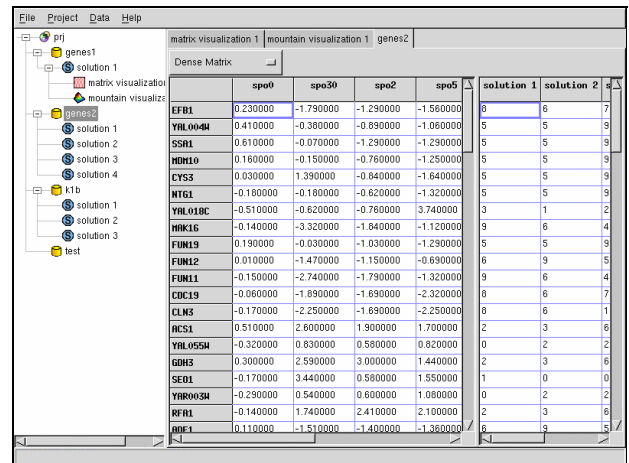 File Project Data Help
prj
genes1
solution 1
matrix visualization
mountain visualiza
genes2
solution 1
solution 2
solution 3
solution 4
k1b
solution 1
solution 2
solution 3
test
matrix visualization 1 mountain visualization 1 genes2
Dense Matrix
spo0 spo30 spo2 spo5 solution 1 solution 2 s
EFB1 0.230000 -1.790000 -1.290000 -1.560000 8 6 7
YAL004W 0.410000 -0.380000 -0.890000 -1.060000 5 5 9
SSA1 0.610000 -0.070000 -1.290000 -1.290000 5 5 9
MDM10 0.160000 -0.150000 -0.760000 -1.250000 5 5 9
CYS3 0.030000 1.390000 -0.840000 -1.640000 5 5 9
NTG1 -0.180000 -0.180000 -0.620000 -1.320000 5 5 9
YAL018C -0.510000 -0.620000 -0.760000 3.740000 3 1 2
MAK16 -0.140000 -3.320000 -1.840000 -1.120000 9 6 4
FUN19 0.190000 -0.030000 -1.030000 -1.290000 5 5 9
FUN12 0.010000 -1.470000 -1.150000 -0.690000 6 9 5
FUN11 -0.150000 -2.740000 -1.790000 -1.320000 9 6 4
CDC19 -0.060000 -1.890000 -1.690000 -2.320000 8 6 7
CLN3 -0.170000 -2.250000 -1.690000 -2.250000 8 6 1
ACS1 0.510000 2.600000 1.900000 1.700000 2 3 6
YAL055W -0.320000 0.830000 0.580000 0.820000 0 2 2
GDH3 0.300000 2.590000 3.000000 1.440000 2 3 6
SEO1 -0.170000 3.440000 0.580000 1.550000 1 0 0
YAR003W -0.290000 0.540000 0.600000 1.080000 0 2 2
RFA1 -0.140000 1.740000 2.410000 2.100000 2 3 6
ADE1 0.110000 -1.510000 -1.400000 -1.360000 6 9 5